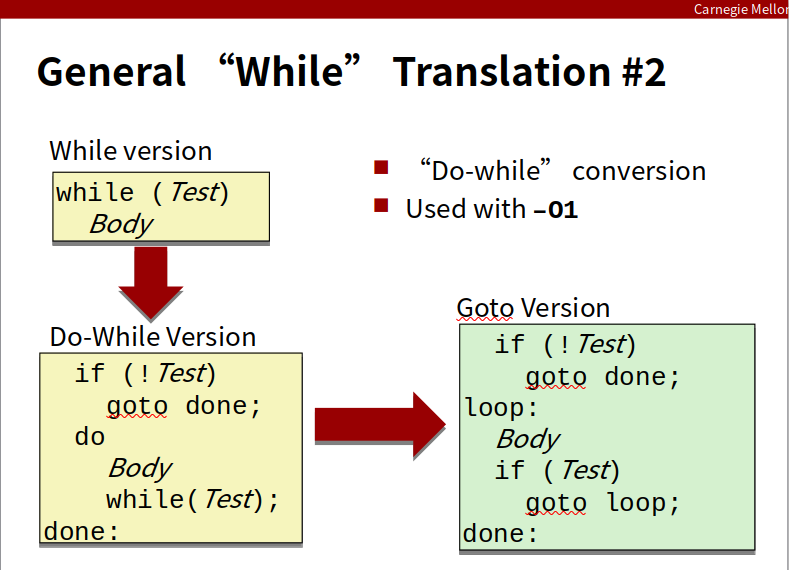 Carnegie Mellor
General “While” Translation #2
While version
while (Test)
Body
“Do-while” conversion
Used with –O1
Do-While Version
if (!Test)
goto done;
do
Body
while(Test);
done:
Goto Version
if (!Test)
goto done;
loop:
Body
if (Test)
goto loop;
done: